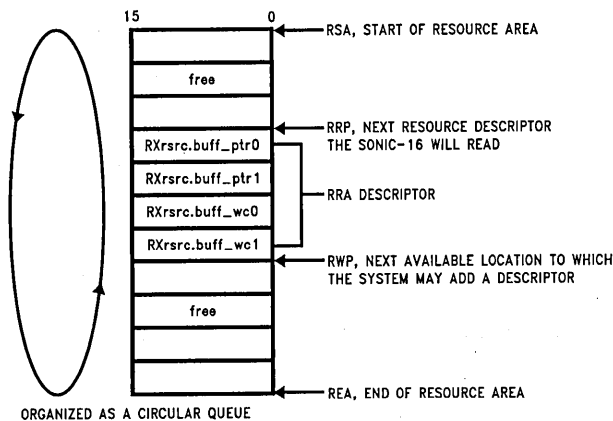 15 0
RSA, START OF RESOURCE AREA
free
RRP, NEXT RESOURCE DESCRIPTOR
THE SONIC-16 WILL READ
RXrsrc.buff_ptr0
RXrsrc.buff_ptr1
RRA DESCRIPTOR
RXrsrc.buff_wc0
RXrsrc.buff_wc1
RWP, NEXT AVAILABLE LOCATION TO WHICH
THE SYSTEM MAY ADD A DESCRIPTOR
free
REA, END OF RESOURCE AREA
ORGANIZED AS A CIRCULAR QUEUE